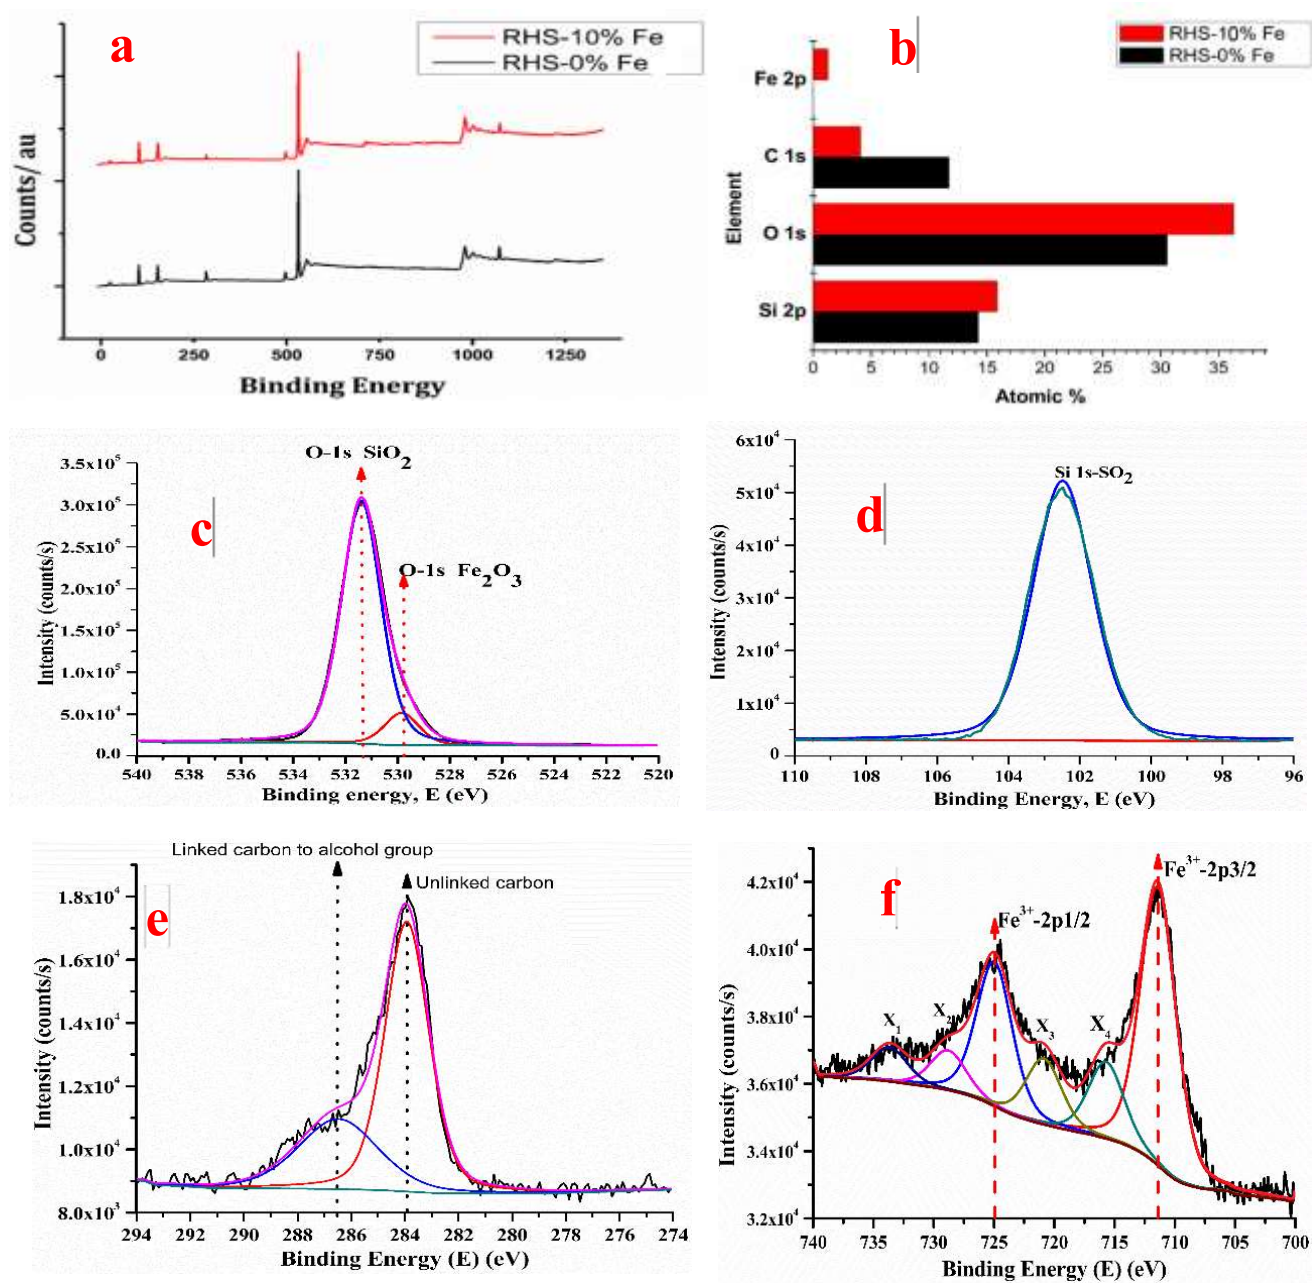 a
RHS-10% Fe
RHS-0% Fe
Counts/ au
0 250 500 750 1000 1250
Binding Energy
b
RHS-10% Fe
RHS-0% Fe
Fe 2p
C 1s
O 1s
Si 2p
Element
0 5 10 15 20 25 30 35
Atomic %
c
O-1s SiO2
O-1s Fe2O3
3.5x10⁵
3.0x10⁵
2.5x10⁵
2.0x10⁵
1.5x10⁵
1.0x10⁵
5.0x10⁴
0.0
Intensity (counts/s)
540 538 536 534 532 530 528 526 524 522 520
Binding energy, E (eV)
d
Si 1s-SO2
6x10⁴
5x10⁴
4x10⁴
3x10⁴
2x10⁴
1x10⁴
0
Intensity (counts/s)
110 108 106 104 102 100 98 96
Binding Energy, E (eV)
e
Linked carbon to alcohol group
Unlinked carbon
1.8x10⁴
1.6x10⁴
1.4x10⁴
1.2x10⁴
1.0x10⁴
8.0x10³
Intensity (counts/s)
294 292 290 288 286 284 282 280 278 276 274
Binding Energy (E) (eV)
f
Fe³⁺-2p3/2
Fe³⁺-2p1/2
X1 X2 X3 X4
4.2x10⁴
4.0x10⁴
3.8x10⁴
3.6x10⁴
3.4x10⁴
3.2x10⁴
Intensity (counts/s)
740 735 730 725 720 715 710 705 700
Binding Energy (E) (eV)